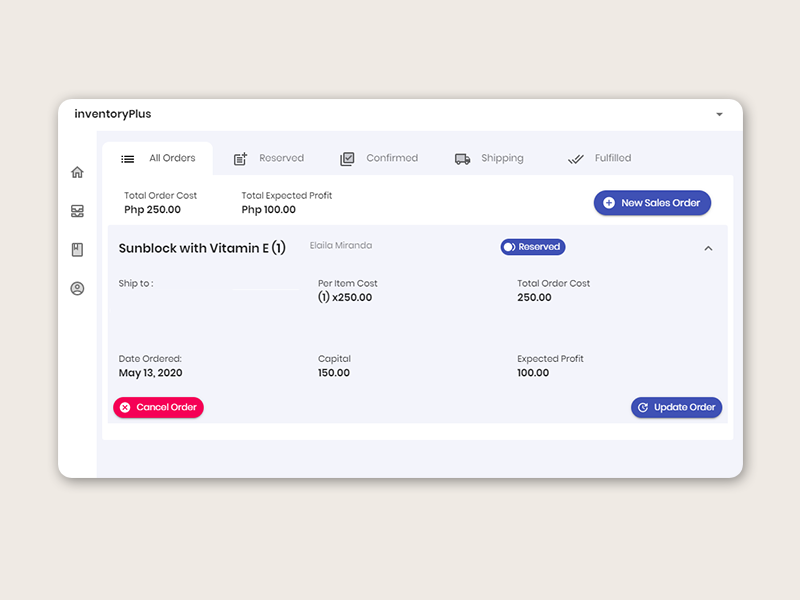 inventoryPlus
All Orders
Reserved
Confirmed
Shipping
Fulfilled
Total Order Cost
Php 250.00
Total Expected Profit
Php 100.00
New Sales Order
Sunblock with Vitamin E (1)
Elaila Miranda
Reserved
Ship to :
Per Item Cost
(1) x250.00
Total Order Cost
250.00
Date Ordered:
May 13, 2020
Capital
150.00
Expected Profit
100.00
Cancel Order
Update Order